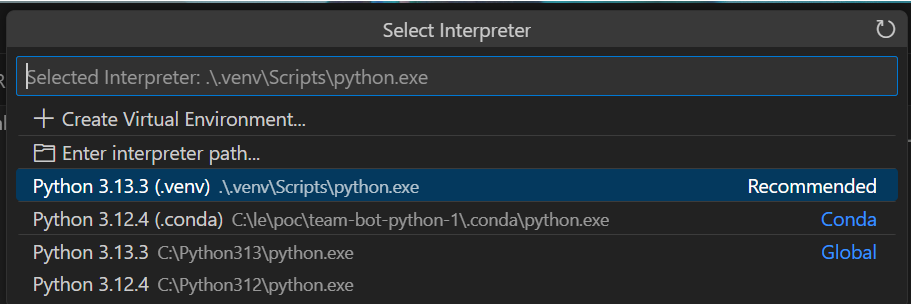 Select Interpreter
Selected Interpreter: .\.venv\Scripts\python.exe
Create Virtual Environment...
Enter interpreter path...
Python 3.13.3 (.venv) .\.venv\Scripts\python.exe Recommended
Python 3.12.4 (.conda) C:\le\poc\team-bot-python-1\.conda\python.exe Conda
Python 3.13.3 C:\Python313\python.exe Global
Python 3.12.4 C:\Python312\python.exe